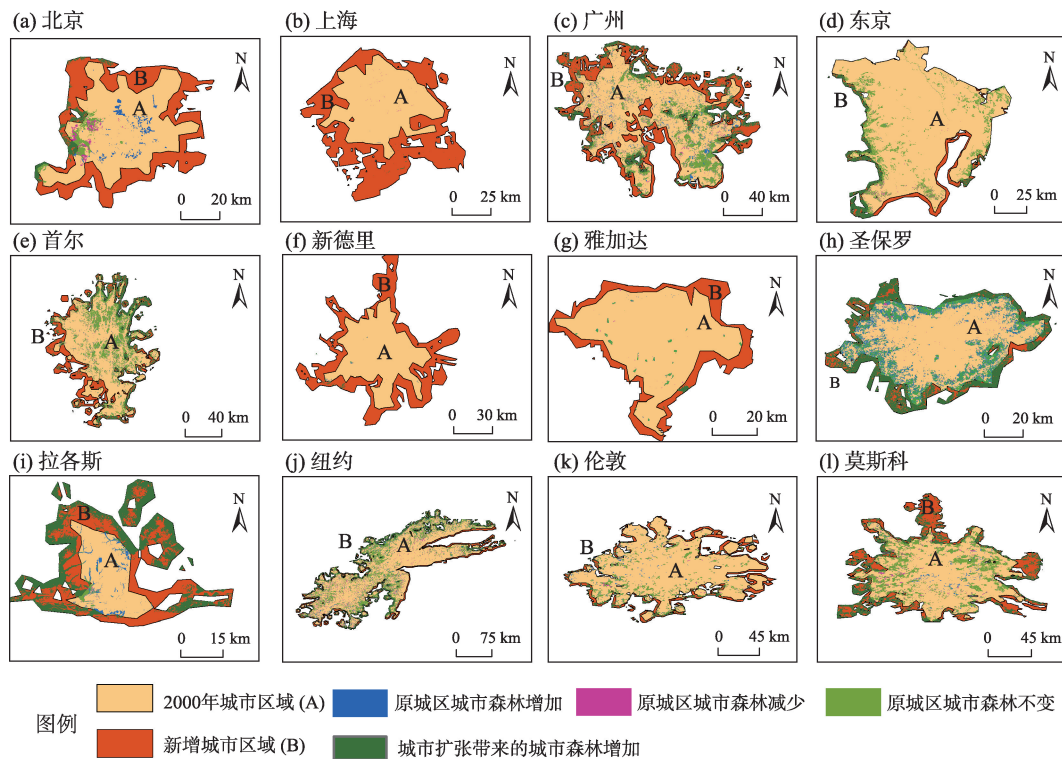 (a) 北京
N
B
A
0 20 km
(b) 上海
N
B
A
0 25 km
(c) 广州
N
B
A
0 40 km
(d) 东京
N
B
A
0 25 km
(e) 首尔
N
B
A
0 40 km
(f) 新德里
N
B
A
0 30 km
(g) 雅加达
N
B
A
0 20 km
(h) 圣保罗
N
A
B
0 20 km
(i) 拉各斯
N
B
A
0 15 km
(j) 纽约
N
B
A
0 75 km
(k) 伦敦
N
B
A
0 45 km
(l) 莫斯科
N
B
A
0 45 km
图例
2000年城市区域 (A)
原城区城市森林增加
原城区城市森林减少
原城区城市森林不变
新增城市区域 (B)
城市扩张带来的城市森林增加